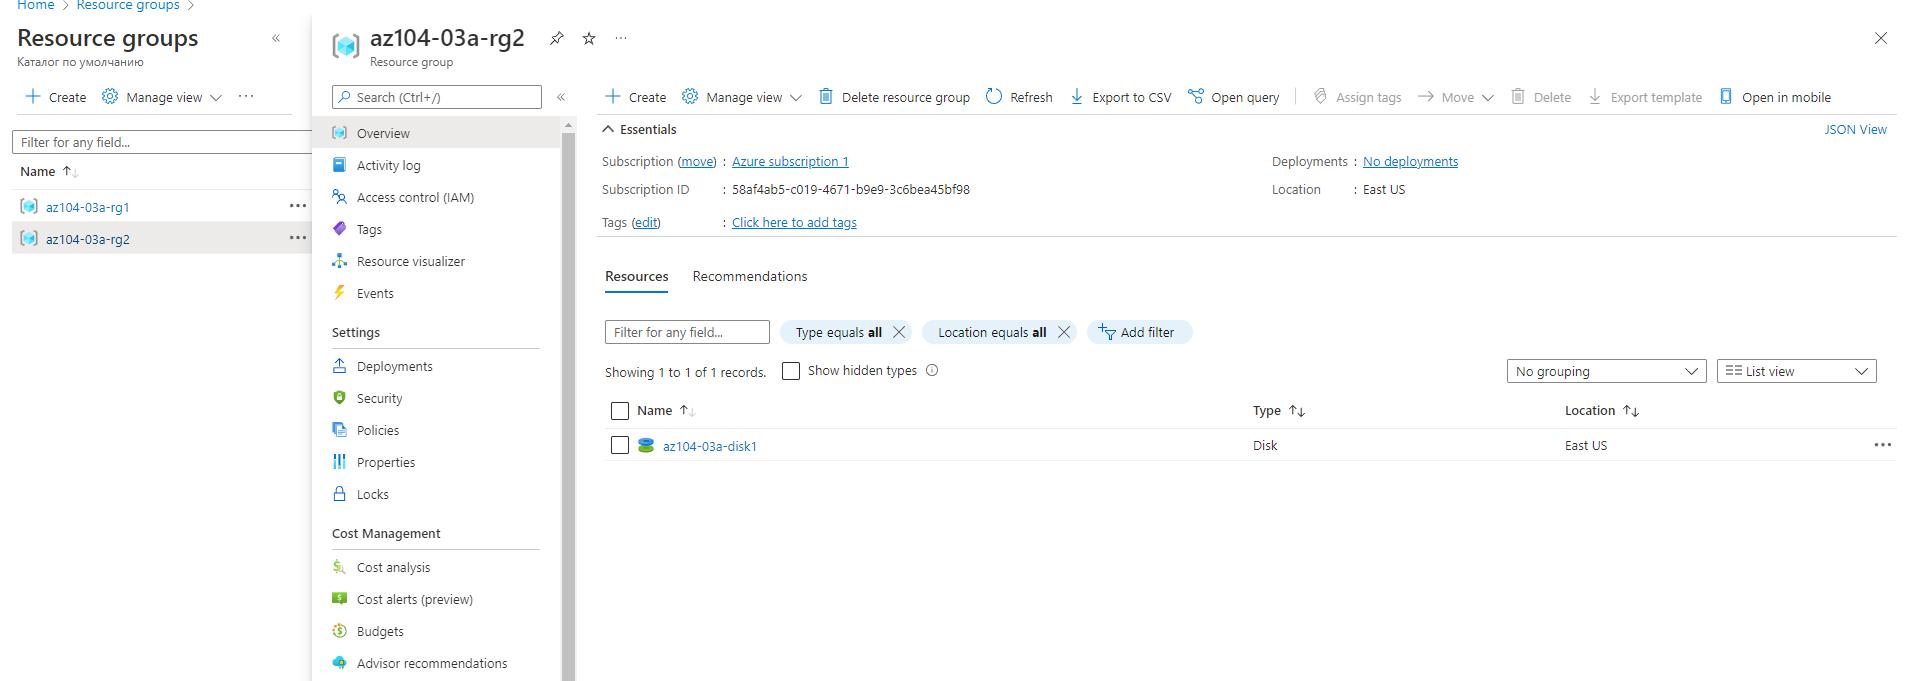 Home > Resource groups >
Resource groups
Каталог по умолчанию
Create
Manage view
Filter for any field...
Name
az104-03a-rg1
az104-03a-rg2
az104-03a-rg2
Resource group
Search (Ctrl+/)
Overview
Activity log
Access control (IAM)
Tags
Resource visualizer
Events
Settings
Deployments
Security
Policies
Properties
Locks
Cost Management
Cost analysis
Cost alerts (preview)
Budgets
Advisor recommendations
Create Manage view Delete resource group Refresh Export to CSV Open query Assign tags Move Delete Export template Open in mobile
Essentials
JSON View
Subscription (move) : Azure subscription 1
Deployments : No deployments
Subscription ID : 58af4ab5-c019-4671-b9e9-3c6bea45bf98
Location : East US
Tags (edit) : Click here to add tags
Resources Recommendations
Filter for any field... Type equals all Location equals all Add filter
Showing 1 to 1 of 1 records. Show hidden types
No grouping List view
Name Type Location
az104-03a-disk1 Disk East US